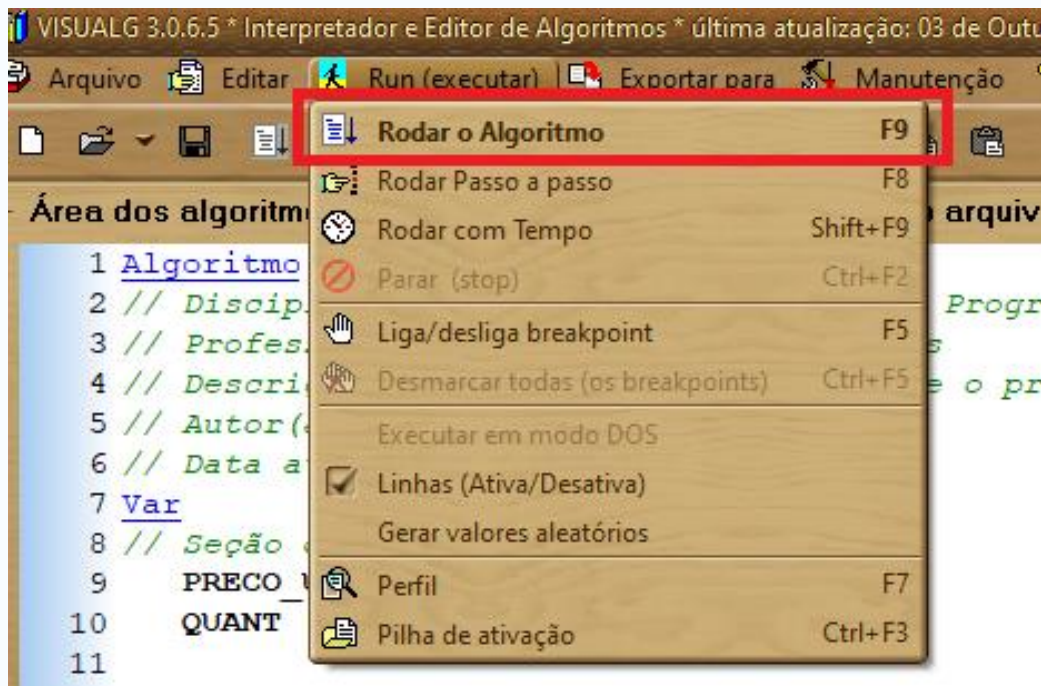 VISUALG 3.0.6.5 * Interpretador e Editor de Algoritmos * última atualização: 03 de Outu
Arquivo Editar Run (executar) Exportar para Manutenção
Rodar o Algoritmo F9
Rodar Passo a passo F8
Área dos algoritm arquiv
Rodar com Tempo Shift+F9
1 Algoritmo
Parar (stop) Ctrl+F2
2 // Discip Progr
Liga/desliga breakpoint F5
3 // Profes s
4 // Descri e o pr
Desmarcar todas (os breakpoints) Ctrl+F5
5 // Autor(
Executar em modo DOS
6 // Data a
Linhas (Ativa/Desativa)
7 Var
Gerar valores aleatórios
8 // Seção
9 PRECO_
Perfil F7
10 QUANT
Pilha de ativação Ctrl+F3
11